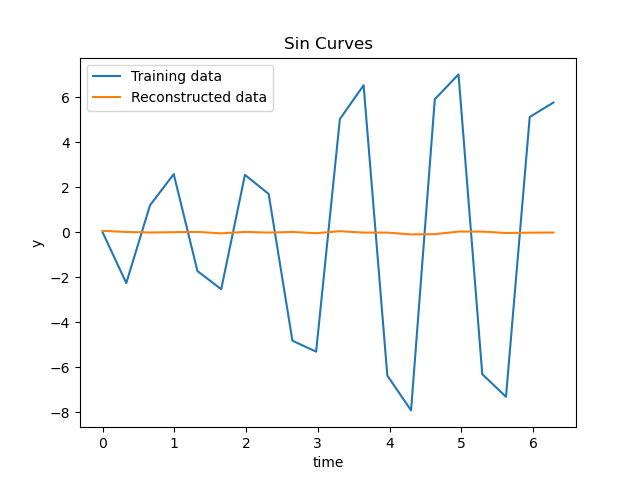 Sin Curves
Training data
Reconstructed data
6
4
2
0
−2
−4
−6
−8
y
0 1 2 3 4 5 6
time